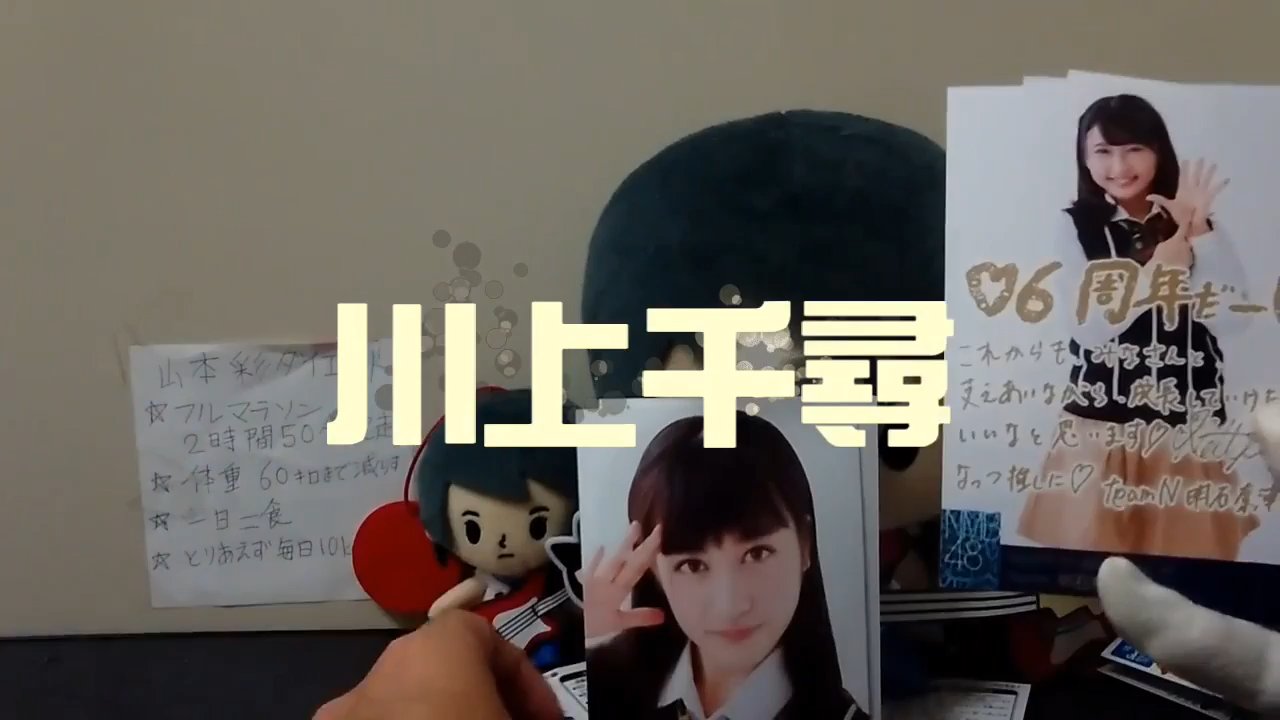 川上千尋
山本彩ダイエット
☆フルマラソン
2時間50分
☆体重 60キロまで減らす
☆一日二食
☆とりあえず毎日10k
♡6周年だー
これからも、みなさんと
支えあいながら、成長していけた
いいなと思います♡
なっつ推しに♡ teamN 明石奈津
NMB
48